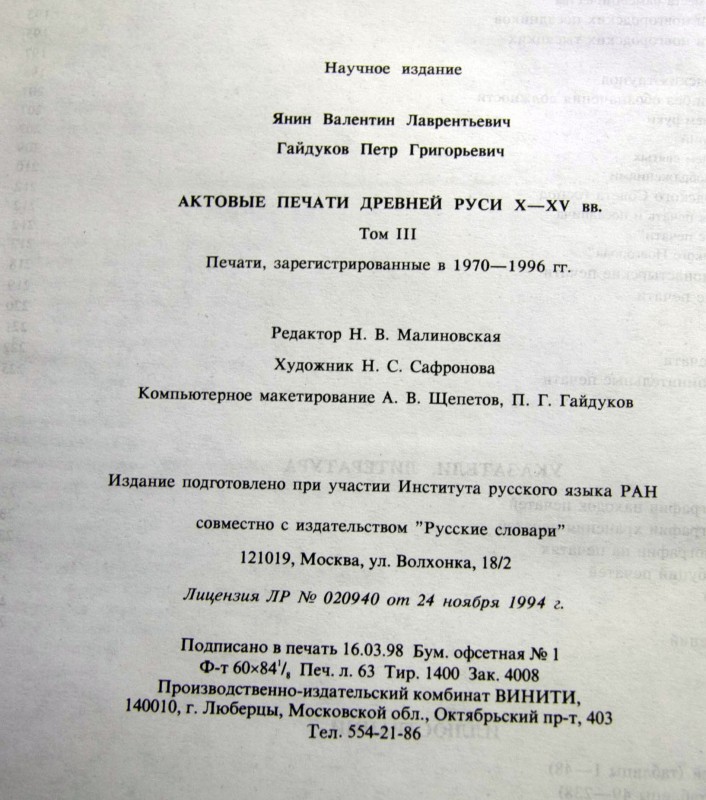 Научное издание
Янин Валентин Лаврентьевич
Гайдуков Петр Григорьевич
АКТОВЫЕ ПЕЧАТИ ДРЕВНЕЙ РУСИ X—XV вв.
Том III
Печати, зарегистрированные в 1970—1996 гг.
Редактор Н. В. Малиновская
Художник Н. С. Сафронова
Компьютерное макетирование А. В. Щепетов, П. Г. Гайдуков
Издание подготовлено при участии Института русского языка РАН
совместно с издательством "Русские словари"
121019, Москва, ул. Волхонка, 18/2
Лицензия ЛР № 020940 от 24 ноября 1994 г.
Подписано в печать 16.03.98 Бум. офсетная № 1
Ф-т 60×84¹/₈ Печ. л. 63 Тир. 1400 Зак. 4008
Производственно-издательский комбинат ВИНИТИ,
140010, г. Люберцы, Московской обл., Октябрьский пр-т, 403
Тел. 554-21-86